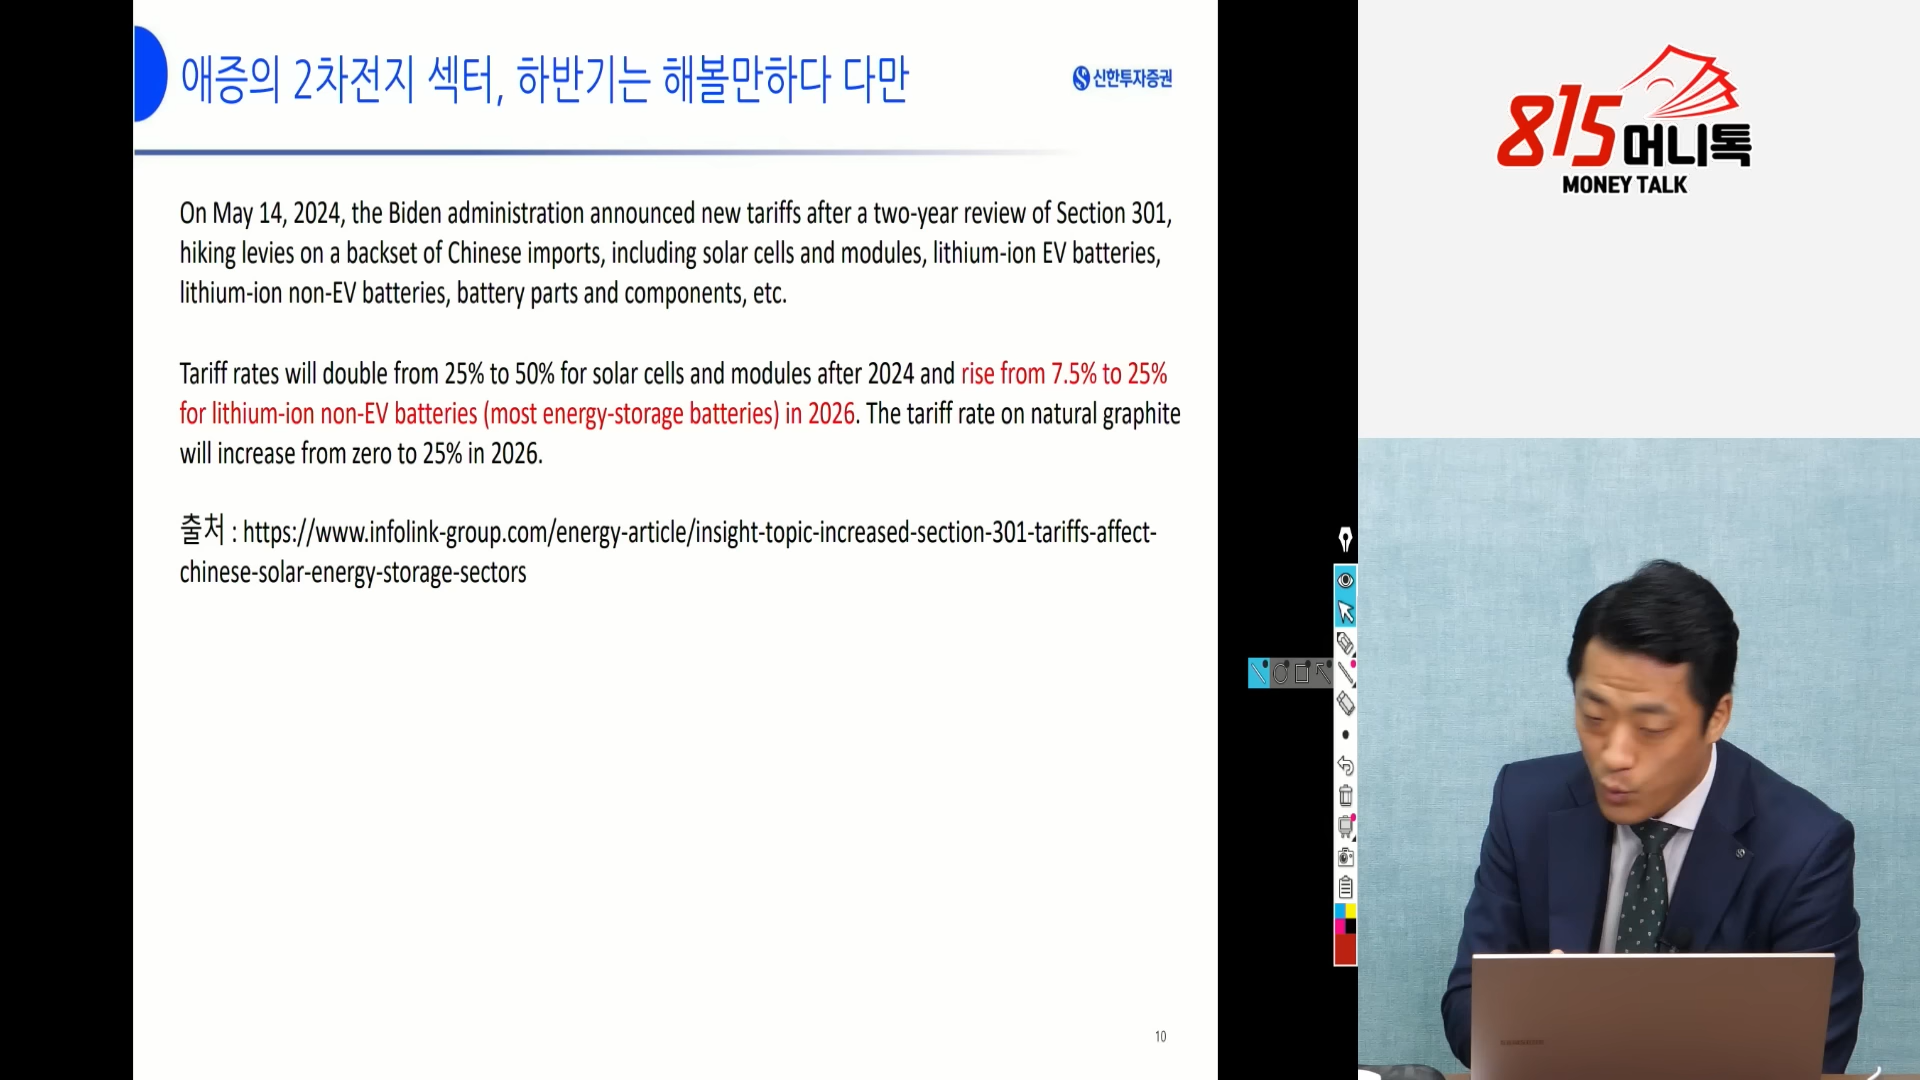 애증의 2차전지 섹터, 하반기는 해볼만하다 다만
신한투자증권
On May 14, 2024, the Biden administration announced new tariffs after a two-year review of Section 301,
hiking levies on a backset of Chinese imports, including solar cells and modules, lithium-ion EV batteries,
lithium-ion non-EV batteries, battery parts and components, etc.
Tariff rates will double from 25% to 50% for solar cells and modules after 2024 and rise from 7.5% to 25%
for lithium-ion non-EV batteries (most energy-storage batteries) in 2026. The tariff rate on natural graphite
will increase from zero to 25% in 2026.
출처 : https://www.infolink-group.com/energy-article/insight-topic-increased-section-301-tariffs-affect-
chinese-solar-energy-storage-sectors
10
815머니톡
MONEY TALK